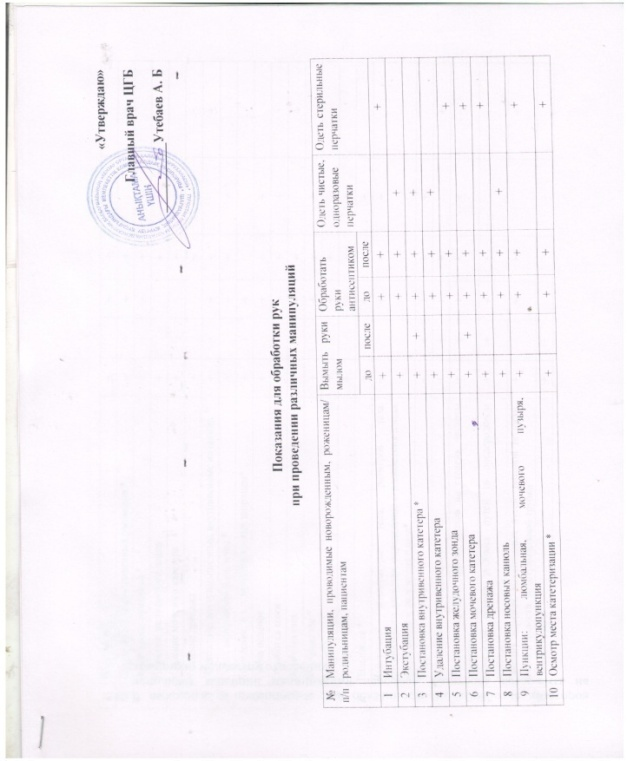 «Утверждаю»
Главный врач ЦГБ
Утебаев А. Б
АНЫҚТАМА
ҮШІН
Показания для обработки рук
при проведении различных манипуляций
№ Манипуляции, проводимые новорожденным, роженицам/ Вымыть руки Обработать Одеть чистые, Одеть стерильные
п/п родильницам, пациентам мылом руки одноразовые перчатки
антисептиком перчатки
до после до после
1 Интубация + + + +
2 Экстубация + + + +
3 Постановка внутривенного катетера * + + + + +
4 Удаление внутривенного катетера + + + +
5 Постановка желудочного зонда + + + +
6 Постановка мочевого катетера + + + + +
7 Постановка дренажа + + + +
8 Постановка носовых канюль + + + +
9 Пункции: люмбальная, мочевого пузыря, + + + +
вентрикулопункция
10 Осмотр места катетеризации * + + + +